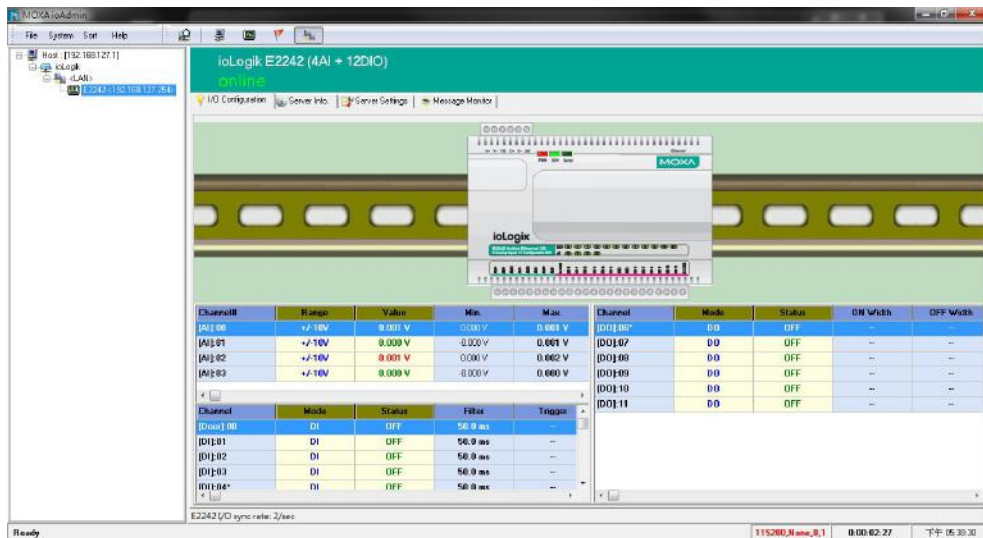 MOXA ioAdmin
File System Sort Help
Host : [192.168.127.1]
ioLogik
<LAN>
E2242 <192.168.127.254>
ioLogik E2242 (4AI + 12DIO)
online
I/O Configuration Server Info. Server Settings Message Monitor
MOXA
ioLogik
Channel# Range Value Min. Max.
[AI]:00 +/-10V 0.001 V 0.000 V 0.001 V
[AI]:01 +/-10V 0.000 V -0.000 V 0.001 V
[AI]:02 +/-10V 0.001 V 0.000 V 0.002 V
[AI]:03 +/-10V 0.000 V -0.000 V 0.000 V
Channel Mode Status Filter Trigger
[Door]:00 DI OFF 50.0 ms --
[DI]:01 DI OFF 50.0 ms --
[DI]:02 DI OFF 50.0 ms --
[DI]:03 DI OFF 50.0 ms --
[DI]:04* DI OFF 50.0 ms --
Channel Mode Status ON Width OFF Width
[DO]:06* DO OFF -- --
[DO]:07 DO OFF -- --
[DO]:08 DO OFF -- --
[DO]:09 DO OFF -- --
[DO]:10 DO OFF -- --
[DO]:11 DO OFF -- --
E2242 I/O sync rate: 2/sec
Ready 115200,None,8,1 0:00:02:27 下午 05:39:30